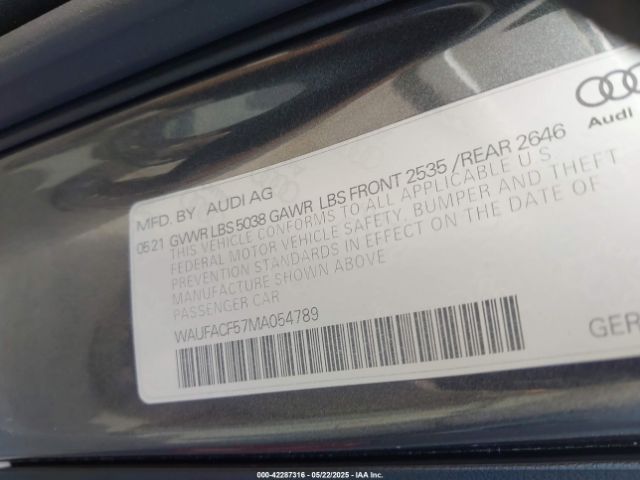 Audi
MFD. BY AUDI AG
05.21 GVWR LBS 5038 GAWR LBS FRONT 2535 / REAR 2646
THIS VEHICLE CONFORMS TO ALL APPLICABLE U S
FEDERAL MOTOR VEHICLE SAFETY, BUMPER AND THEFT
PREVENTION STANDARDS IN EFFECT ON THE DATE OF
MANUFACTURE SHOWN ABOVE
PASSENGER CAR
WAUFACF57MA054789
GER
000-42287316 - 05/22/2025 - IAA Inc.